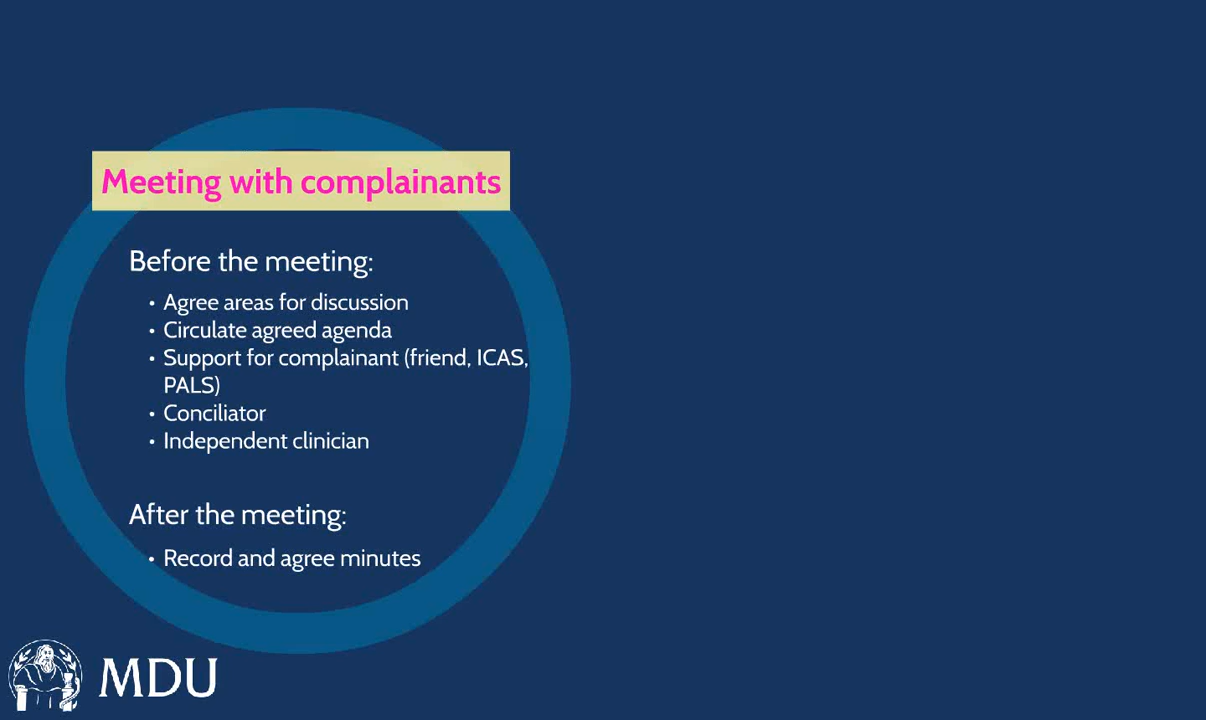 Meeting with complainants
Before the meeting:
• Agree areas for discussion
• Circulate agreed agenda
• Support for complainant (friend, ICAS,
PALS)
• Conciliator
• Independent clinician
After the meeting:
• Record and agree minutes
MDU